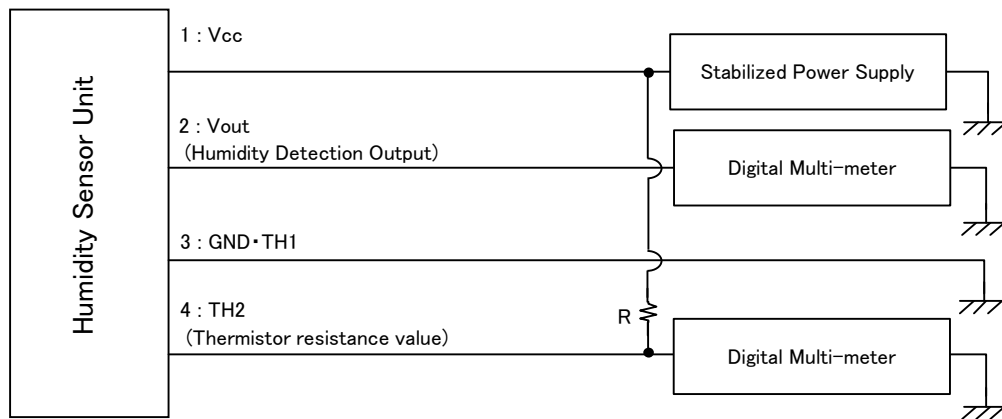 Humidity Sensor Unit
1 : Vcc
2 : Vout
(Humidity Detection Output)
3 : GND・TH1
4 : TH2
(Thermistor resistance value)
R
Stabilized Power Supply
Digital Multi-meter
Digital Multi-meter